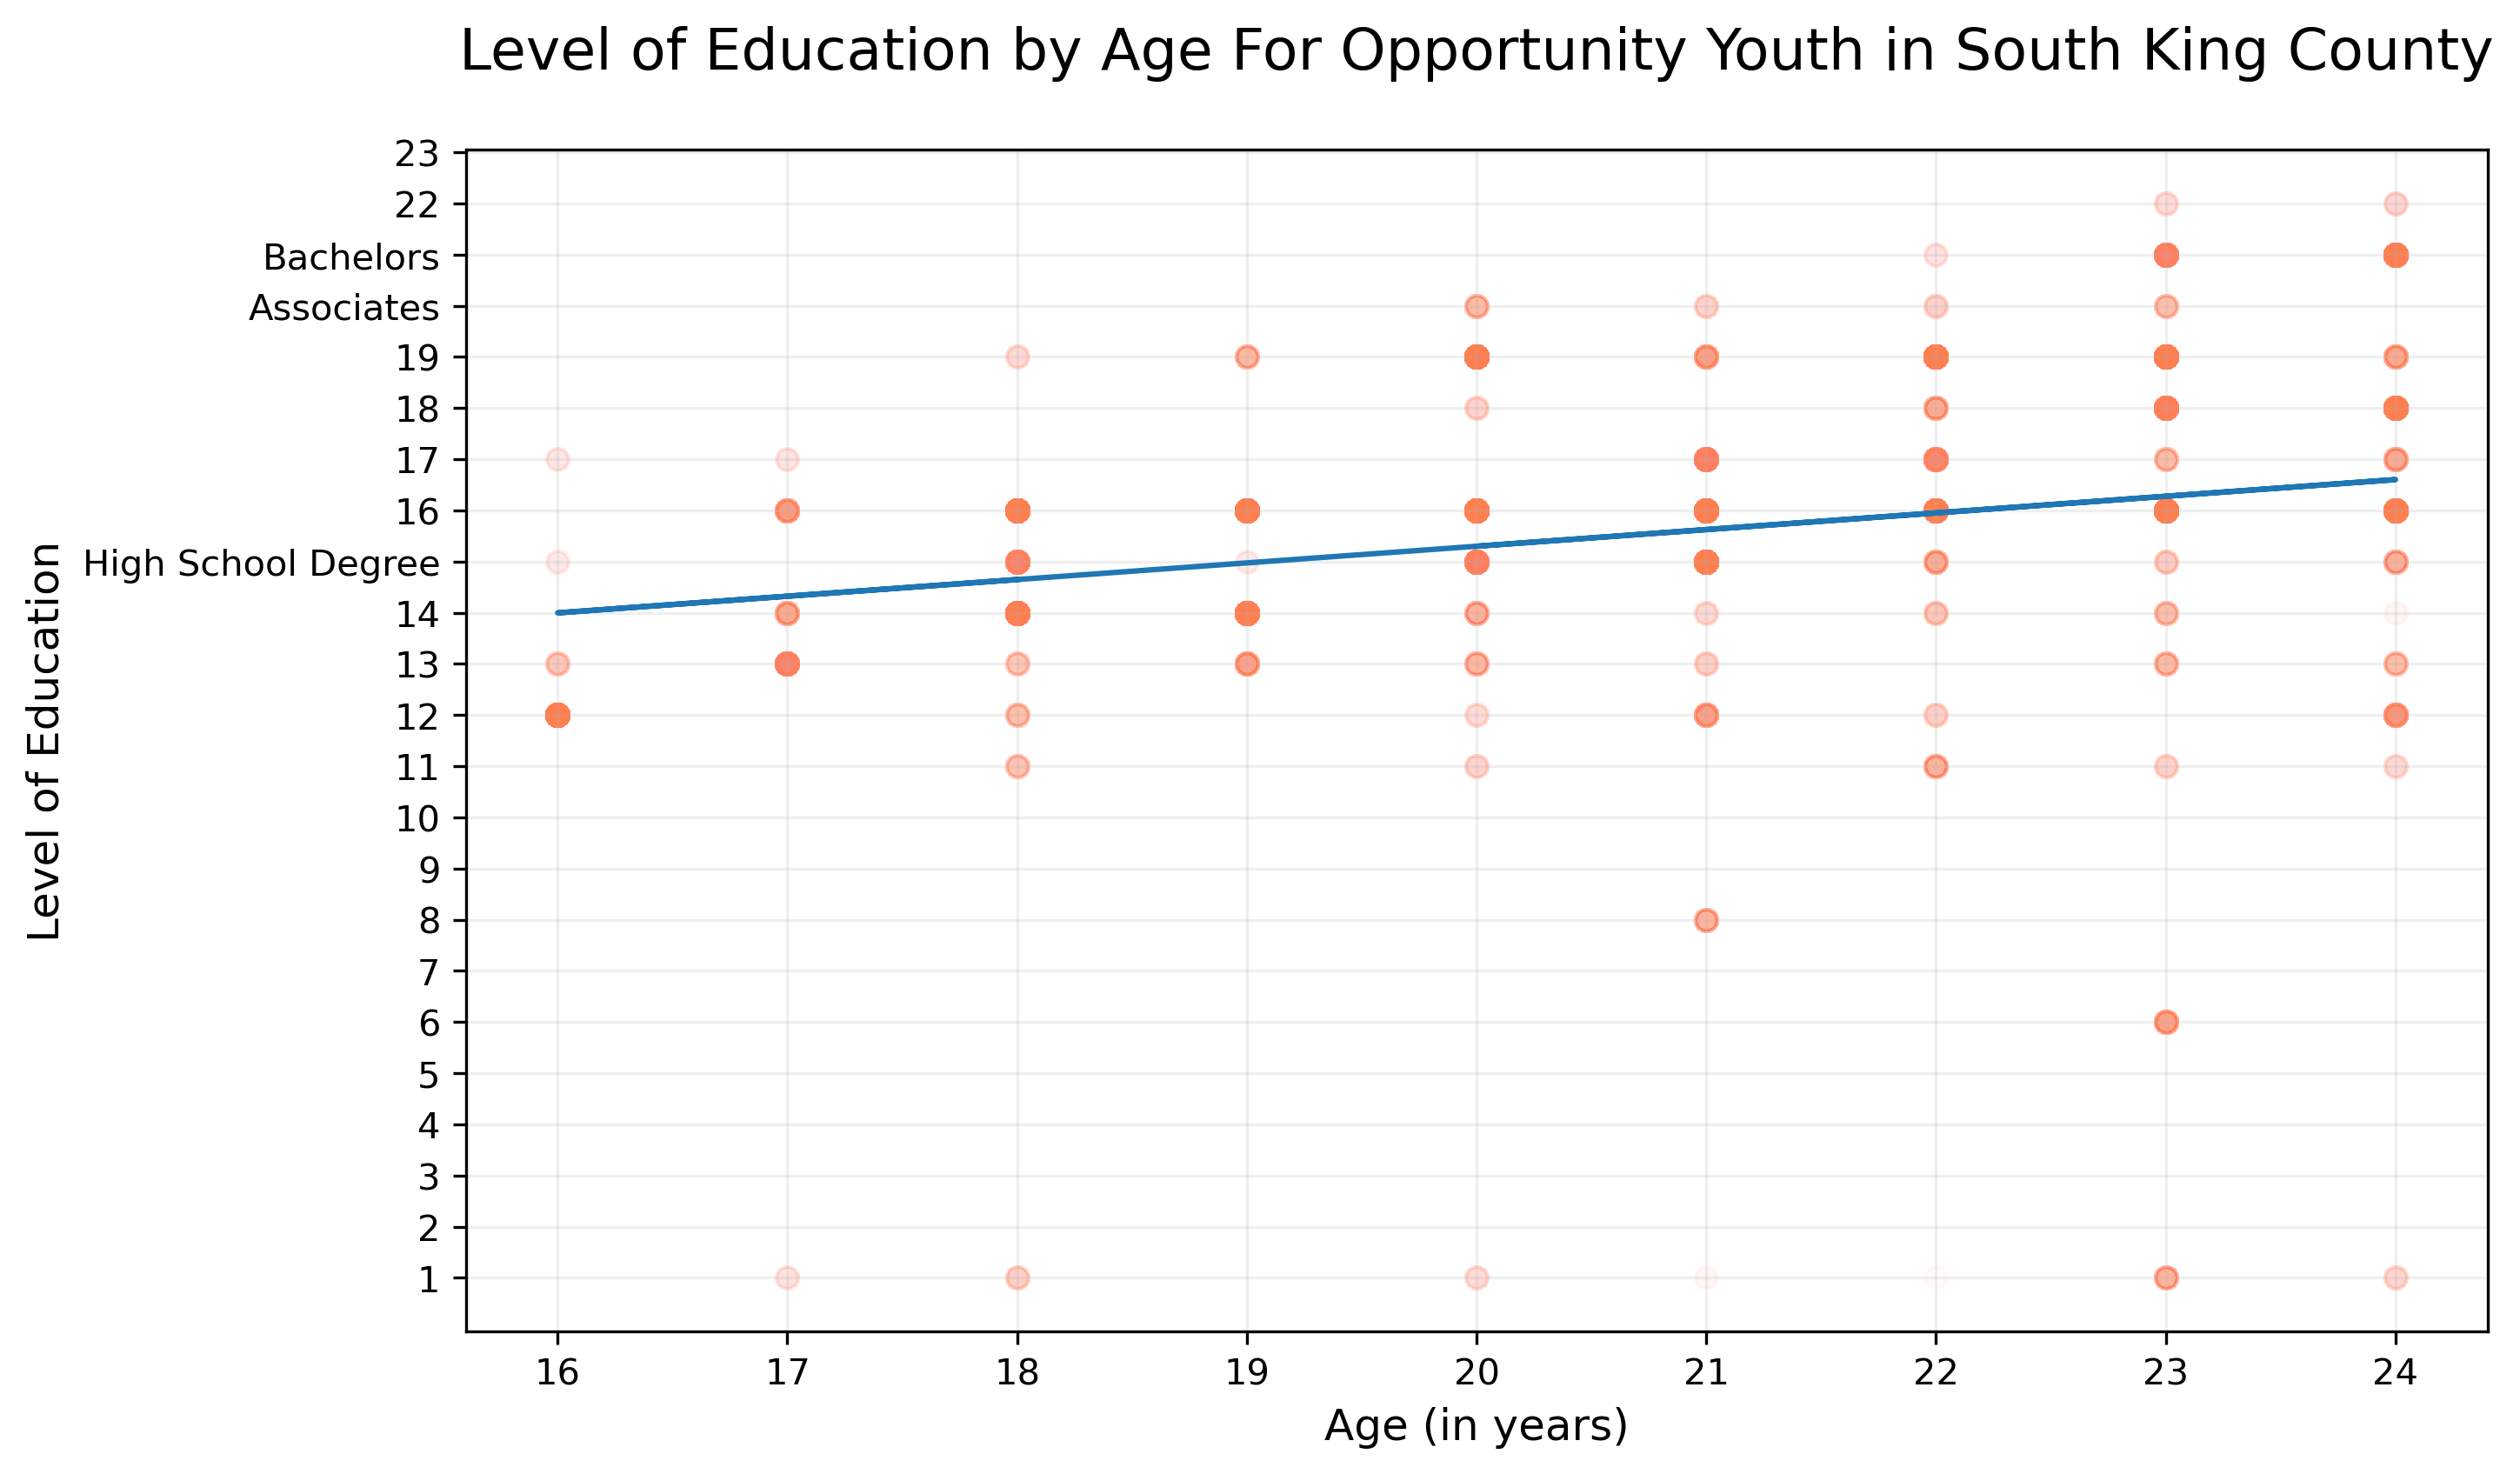 Level of Education by Age For Opportunity Youth in South King County
Level of Education
23
22
Bachelors
Associates
19
18
17
16
High School Degree
14
13
12
11
10
9
8
7
6
5
4
3
2
1
16 17 18 19 20 21 22 23 24
Age (in years)